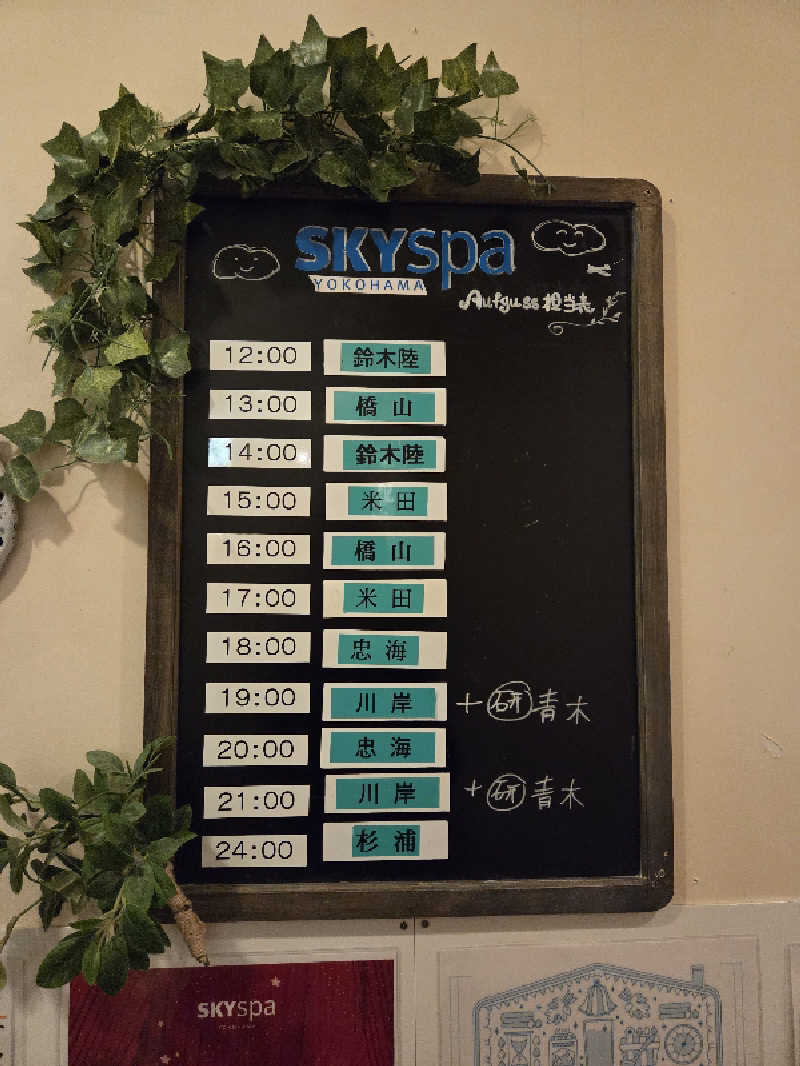 SKYspa
YOKOHAMA
Aufguss担当表
12:00 鈴木陸
13:00 橋山
14:00 鈴木陸
15:00 米田
16:00 橋山
17:00 米田
18:00 忠海
19:00 川岸 +研 青木
20:00 忠海
21:00 川岸 +研 青木
24:00 杉浦
SKYspa
YOKOHAMA